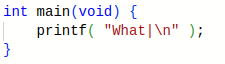 int main(void) {
    printf( "What|\n" );
}